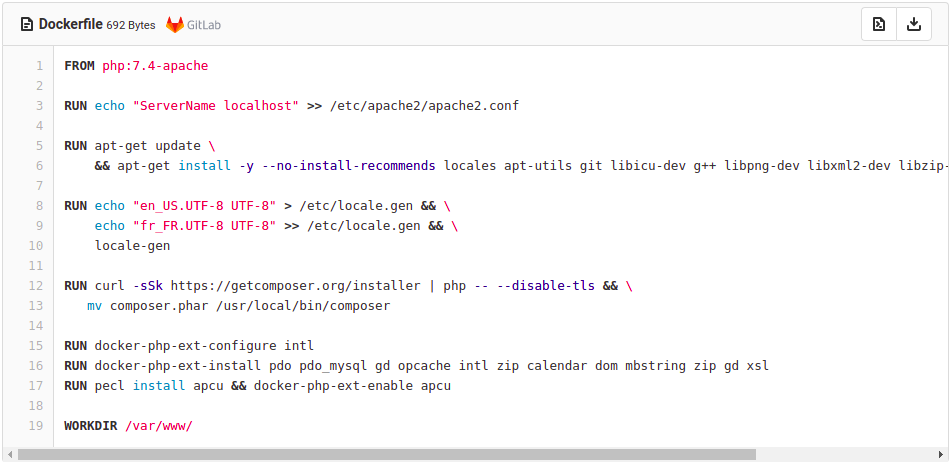 Dockerfile 692 Bytes GitLab
1 FROM php:7.4-apache
2
3 RUN echo "ServerName localhost" >> /etc/apache2/apache2.conf
4
5 RUN apt-get update \
6     && apt-get install -y --no-install-recommends locales apt-utils git libicu-dev g++ libpng-dev libxml2-dev libzip-
7
8 RUN echo "en_US.UTF-8 UTF-8" > /etc/locale.gen && \
9     echo "fr_FR.UTF-8 UTF-8" >> /etc/locale.gen && \
10     locale-gen
11
12 RUN curl -sSk https://getcomposer.org/installer | php -- --disable-tls && \
13    mv composer.phar /usr/local/bin/composer
14
15 RUN docker-php-ext-configure intl
16 RUN docker-php-ext-install pdo pdo_mysql gd opcache intl zip calendar dom mbstring zip gd xsl
17 RUN pecl install apcu && docker-php-ext-enable apcu
18
19 WORKDIR /var/www/